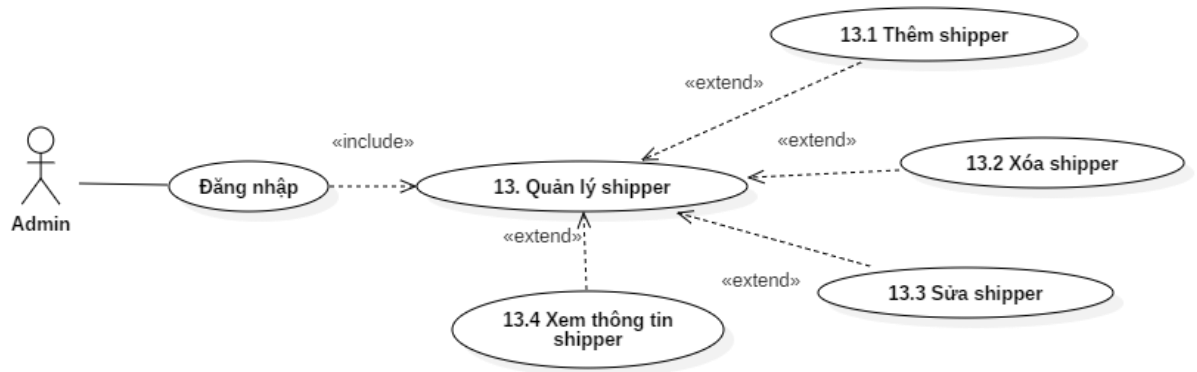 13.1 Thêm shipper
«extend»
«include»
«extend»
13.2 Xóa shipper
Đăng nhập
13. Quản lý shipper
Admin
«extend»
«extend»
13.3 Sửa shipper
13.4 Xem thông tin
shipper